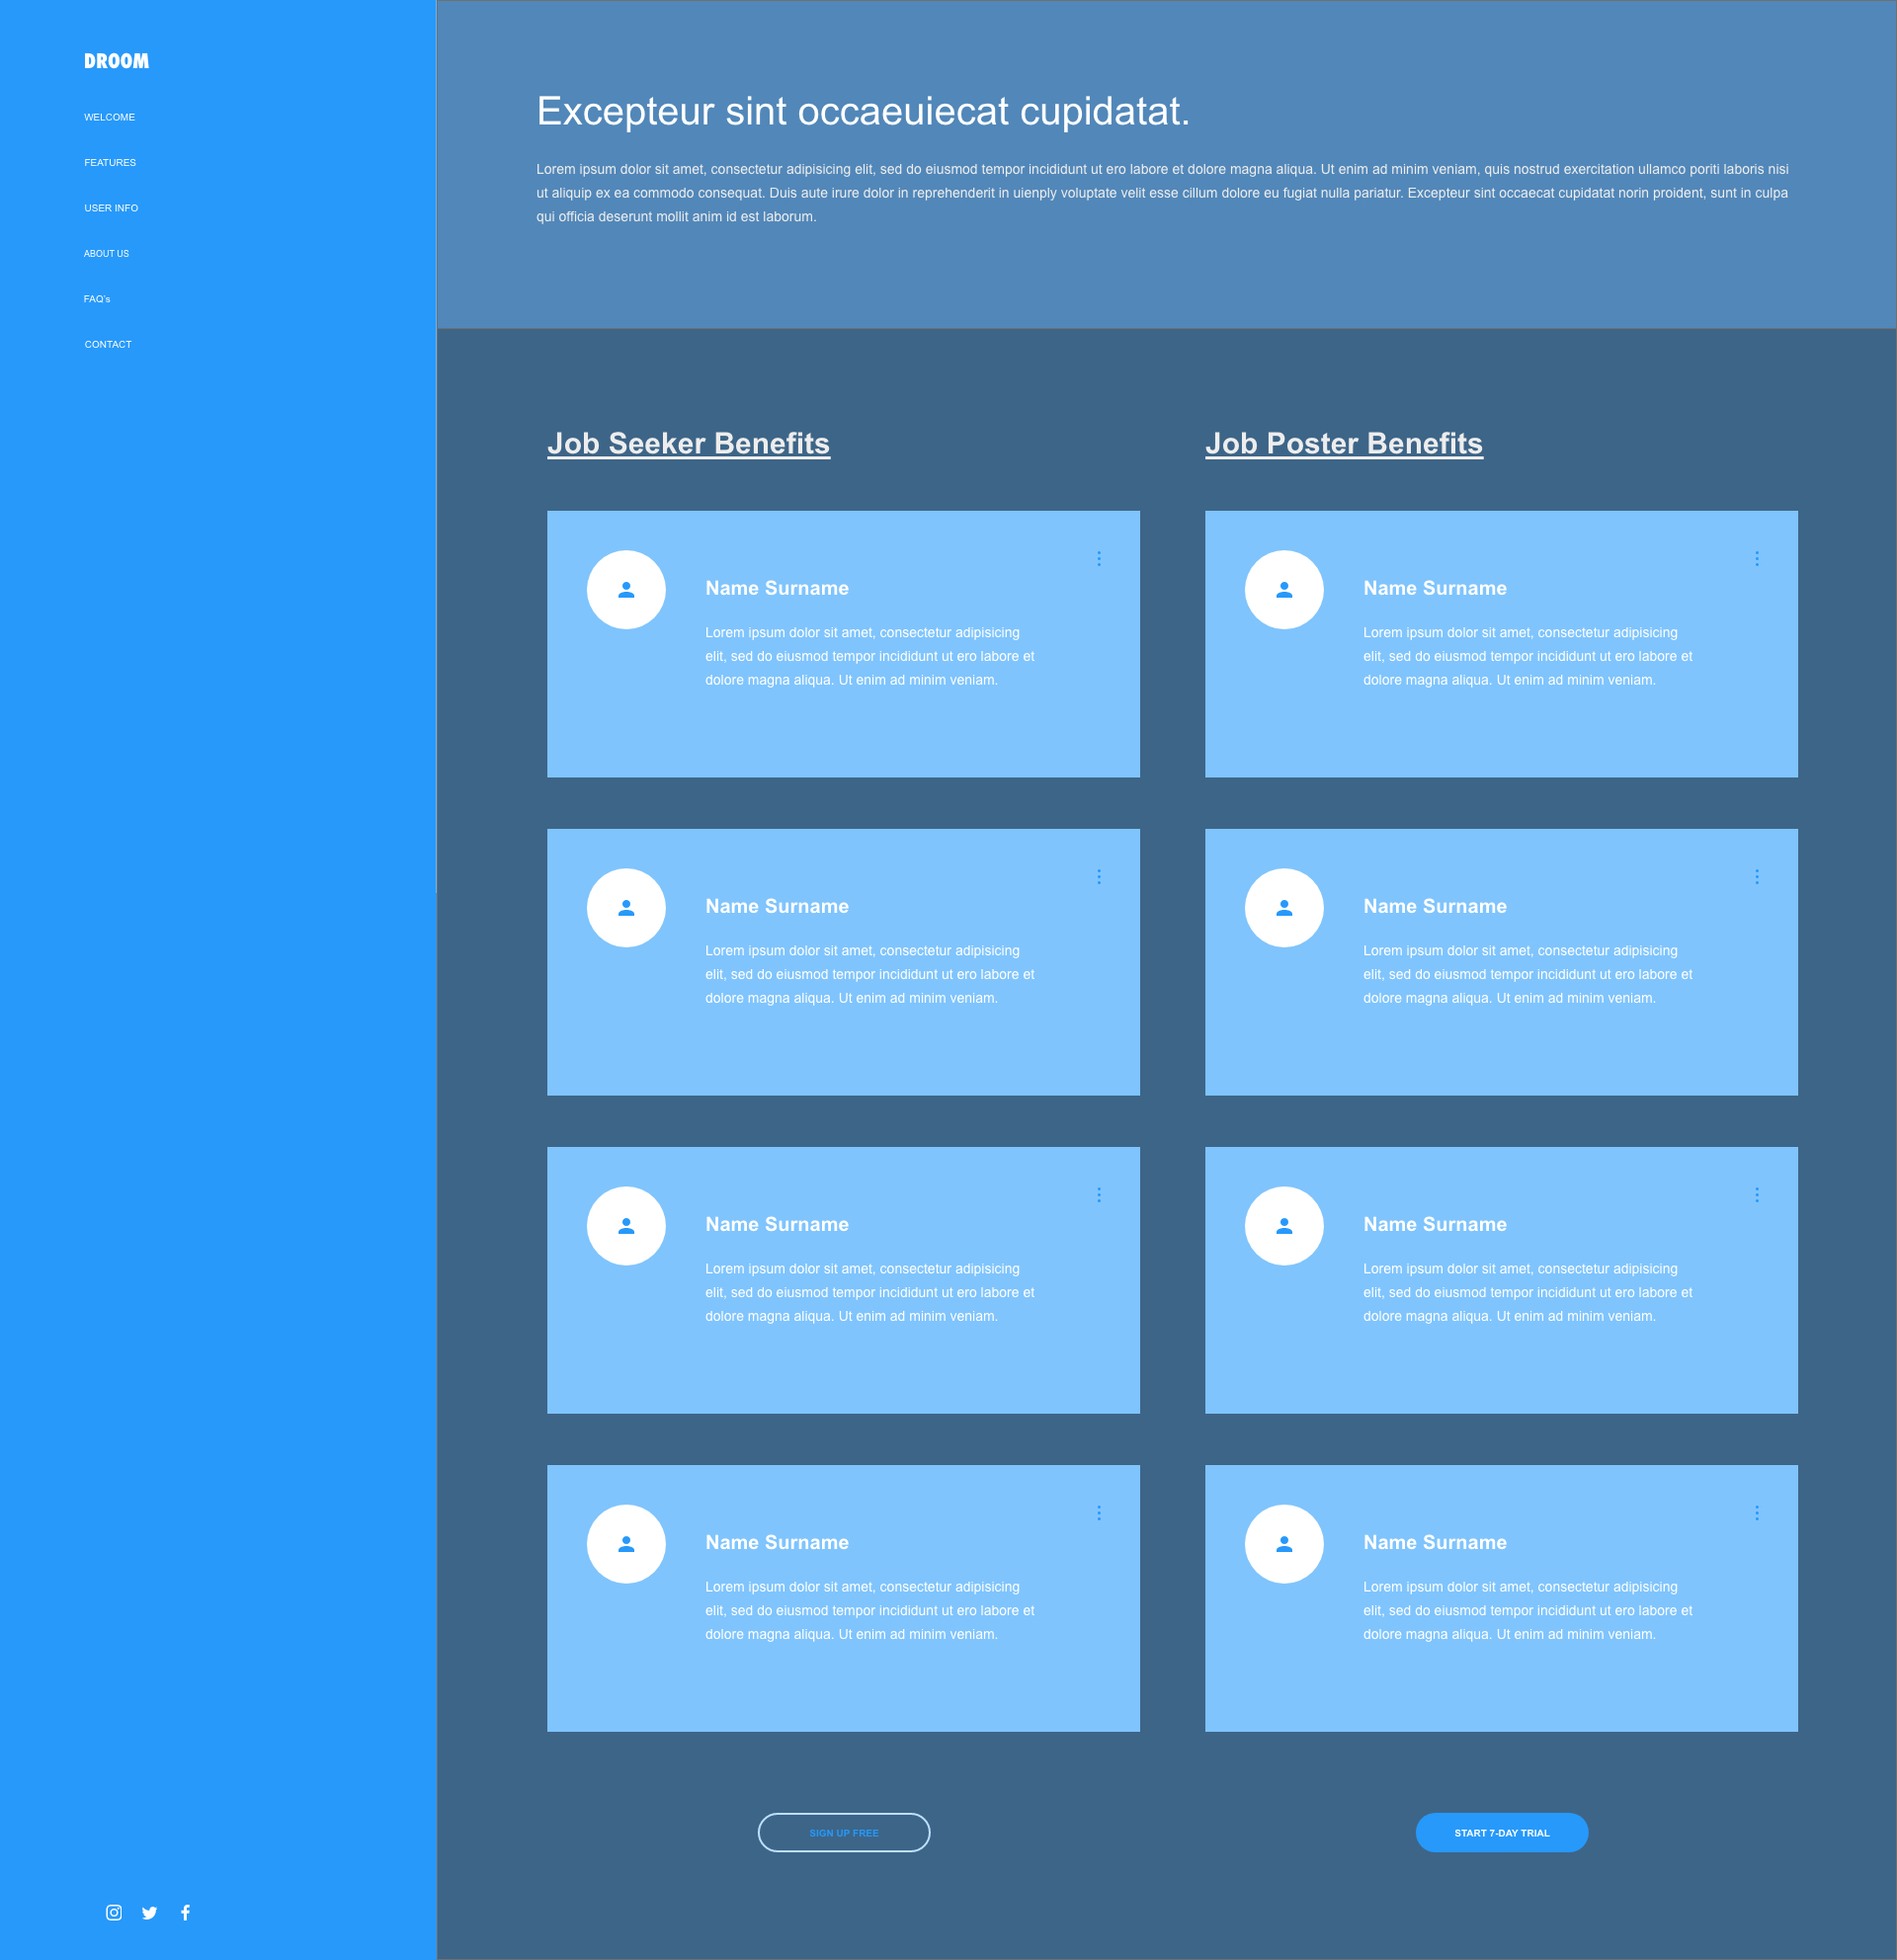 DROOM
WELCOME
FEATURES
USER INFO
ABOUT US
FAQ's
CONTACT
Excepteur sint occaeuiecat cupidatat.
Lorem ipsum dolor sit amet, consectetur adipisicing elit, sed do eiusmod tempor incididunt ut ero labore et dolore magna aliqua. Ut enim ad minim veniam, quis nostrud exercitation ullamco poriti laboris nisi
ut aliquip ex ea commodo consequat. Duis aute irure dolor in reprehenderit in uienply voluptate velit esse cillum dolore eu fugiat nulla pariatur. Excepteur sint occaecat cupidatat norin proident, sunt in culpa
qui officia deserunt mollit anim id est laborum.
Job Seeker Benefits
Name Surname
Lorem ipsum dolor sit amet, consectetur adipisicing
elit, sed do eiusmod tempor incididunt ut ero labore et
dolore magna aliqua. Ut enim ad minim veniam.
Name Surname
Lorem ipsum dolor sit amet, consectetur adipisicing
elit, sed do eiusmod tempor incididunt ut ero labore et
dolore magna aliqua. Ut enim ad minim veniam.
Name Surname
Lorem ipsum dolor sit amet, consectetur adipisicing
elit, sed do eiusmod tempor incididunt ut ero labore et
dolore magna aliqua. Ut enim ad minim veniam.
Name Surname
Lorem ipsum dolor sit amet, consectetur adipisicing
elit, sed do eiusmod tempor incididunt ut ero labore et
dolore magna aliqua. Ut enim ad minim veniam.
SIGN UP FREE
Job Poster Benefits
Name Surname
Lorem ipsum dolor sit amet, consectetur adipisicing
elit, sed do eiusmod tempor incididunt ut ero labore et
dolore magna aliqua. Ut enim ad minim veniam.
Name Surname
Lorem ipsum dolor sit amet, consectetur adipisicing
elit, sed do eiusmod tempor incididunt ut ero labore et
dolore magna aliqua. Ut enim ad minim veniam.
Name Surname
Lorem ipsum dolor sit amet, consectetur adipisicing
elit, sed do eiusmod tempor incididunt ut ero labore et
dolore magna aliqua. Ut enim ad minim veniam.
Name Surname
Lorem ipsum dolor sit amet, consectetur adipisicing
elit, sed do eiusmod tempor incididunt ut ero labore et
dolore magna aliqua. Ut enim ad minim veniam.
START 7-DAY TRIAL